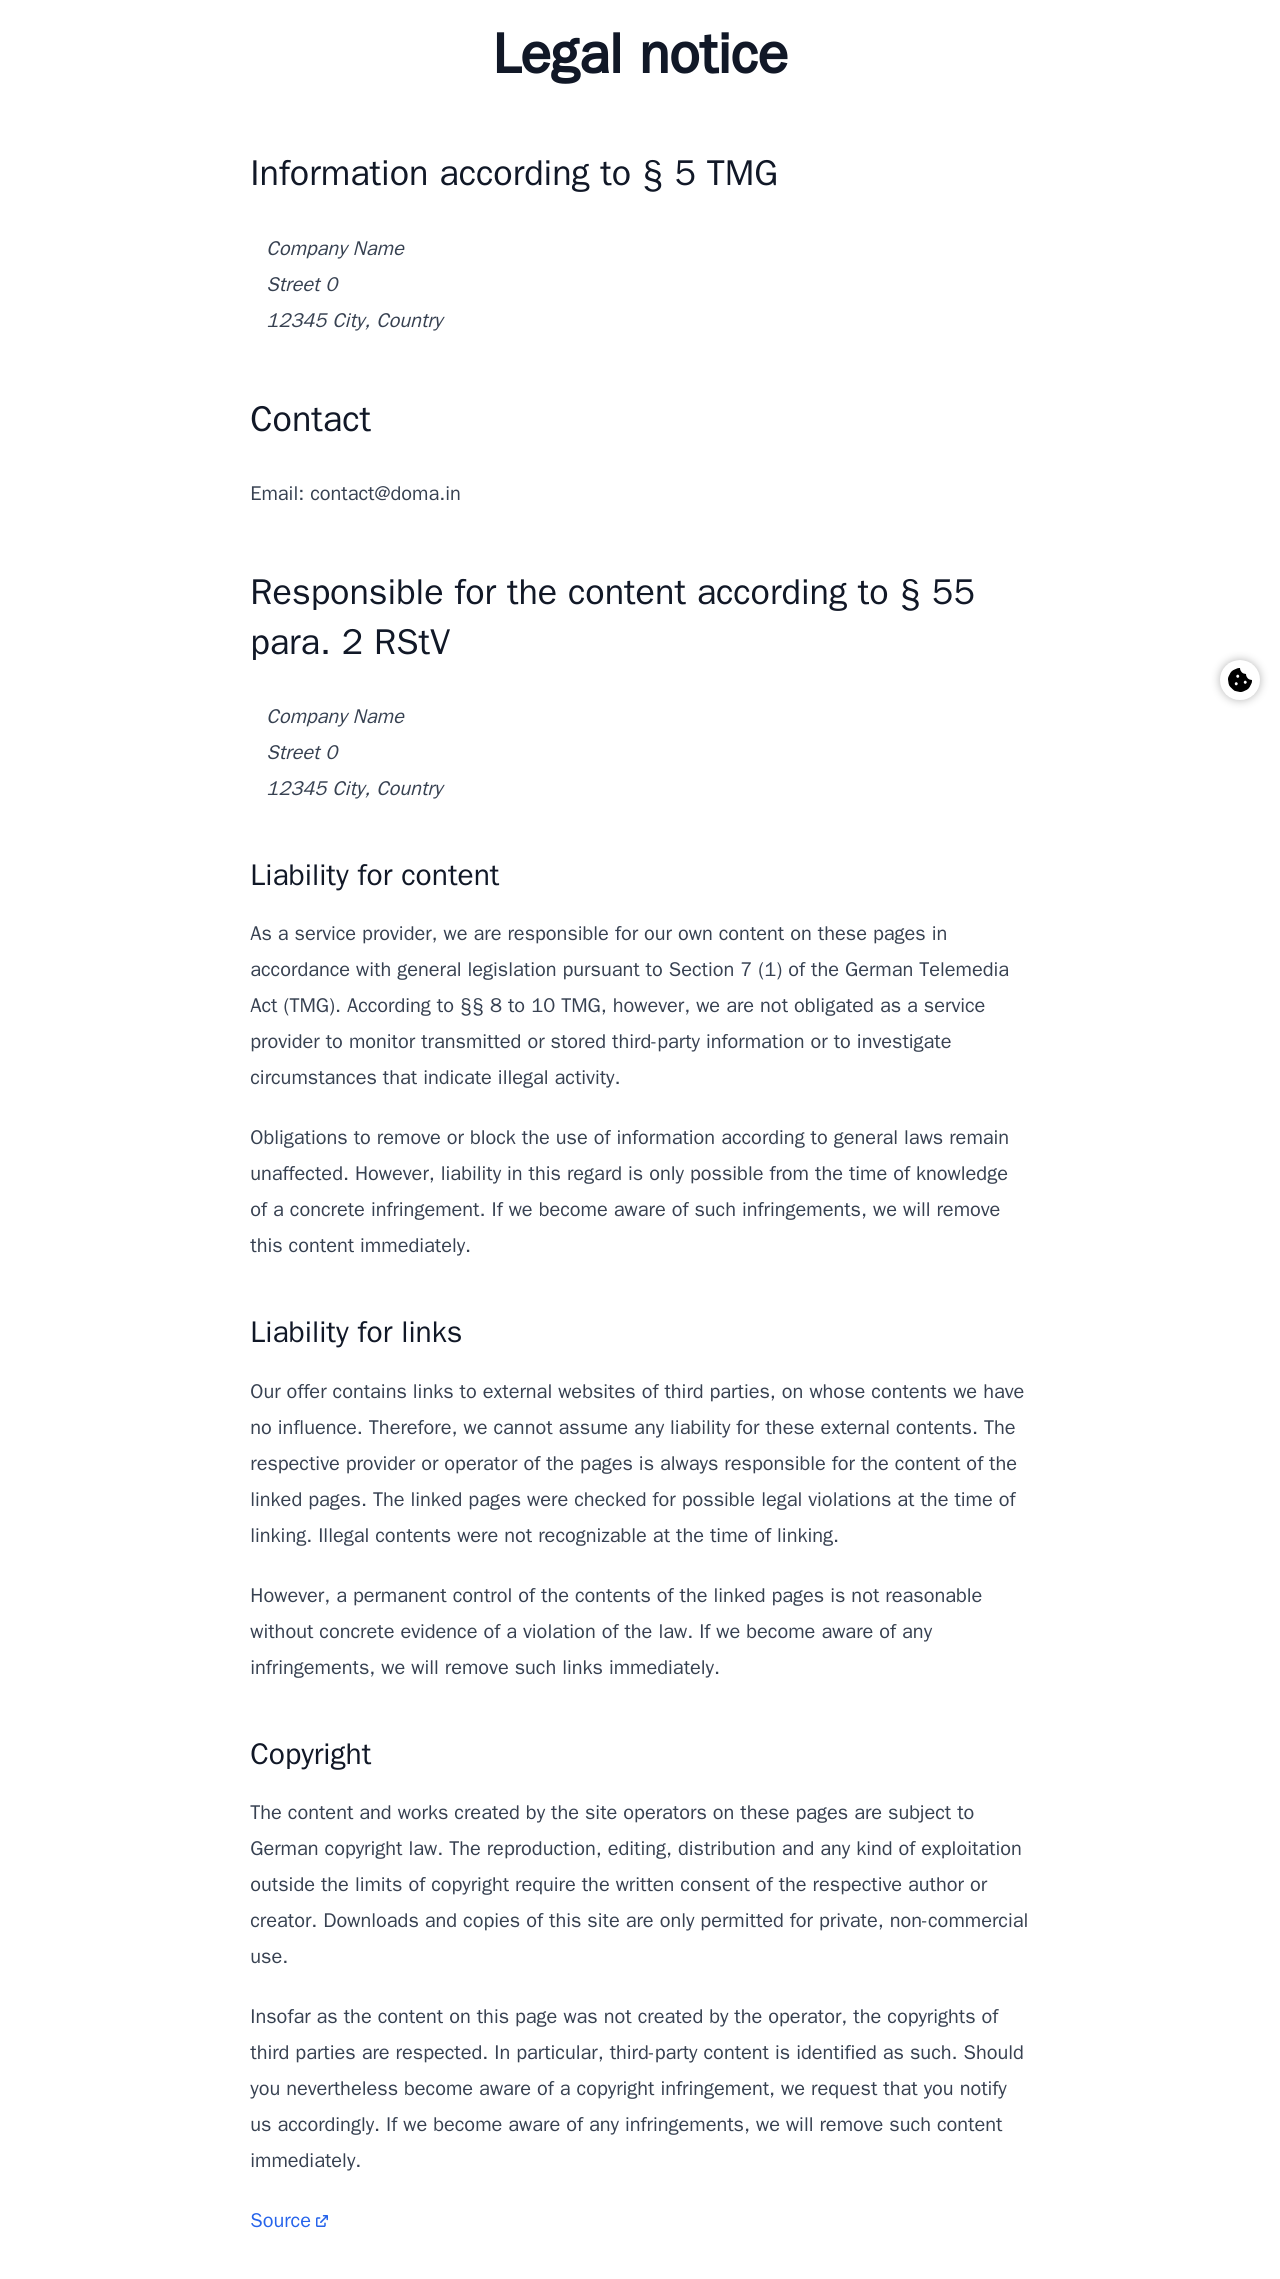 Legal notice
Information according to § 5 TMG
Company Name
Street 0
12345 City, Country
Contact
Email: contact@doma.in
Responsible for the content according to § 55
para. 2 RStV
Company Name
Street 0
12345 City, Country
Liability for content
As a service provider, we are responsible for our own content on these pages in
accordance with general legislation pursuant to Section 7 (1) of the German Telemedia
Act (TMG). According to §§ 8 to 10 TMG, however, we are not obligated as a service
provider to monitor transmitted or stored third-party information or to investigate
circumstances that indicate illegal activity.
Obligations to remove or block the use of information according to general laws remain
unaffected. However, liability in this regard is only possible from the time of knowledge
of a concrete infringement. If we become aware of such infringements, we will remove
this content immediately.
Liability for links
Our offer contains links to external websites of third parties, on whose contents we have
no influence. Therefore, we cannot assume any liability for these external contents. The
respective provider or operator of the pages is always responsible for the content of the
linked pages. The linked pages were checked for possible legal violations at the time of
linking. Illegal contents were not recognizable at the time of linking.
However, a permanent control of the contents of the linked pages is not reasonable
without concrete evidence of a violation of the law. If we become aware of any
infringements, we will remove such links immediately.
Copyright
The content and works created by the site operators on these pages are subject to
German copyright law. The reproduction, editing, distribution and any kind of exploitation
outside the limits of copyright require the written consent of the respective author or
creator. Downloads and copies of this site are only permitted for private, non-commercial
use.
Insofar as the content on this page was not created by the operator, the copyrights of
third parties are respected. In particular, third-party content is identified as such. Should
you nevertheless become aware of a copyright infringement, we request that you notify
us accordingly. If we become aware of any infringements, we will remove such content
immediately.
Source